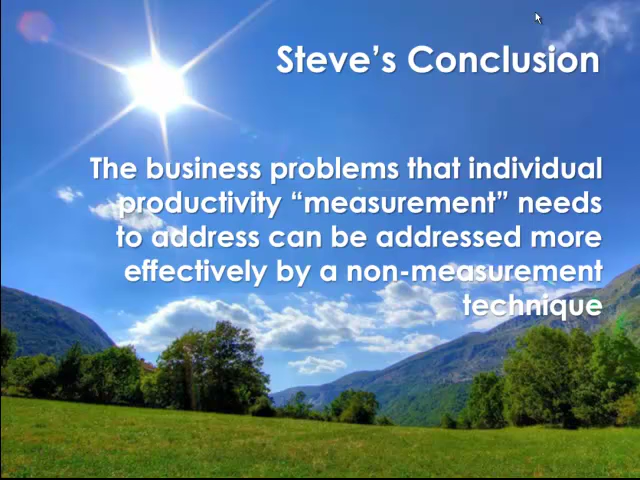 Steve’s Conclusion
The business problems that individual
productivity “measurement” needs
to address can be addressed more
effectively by a non-measurement
technique